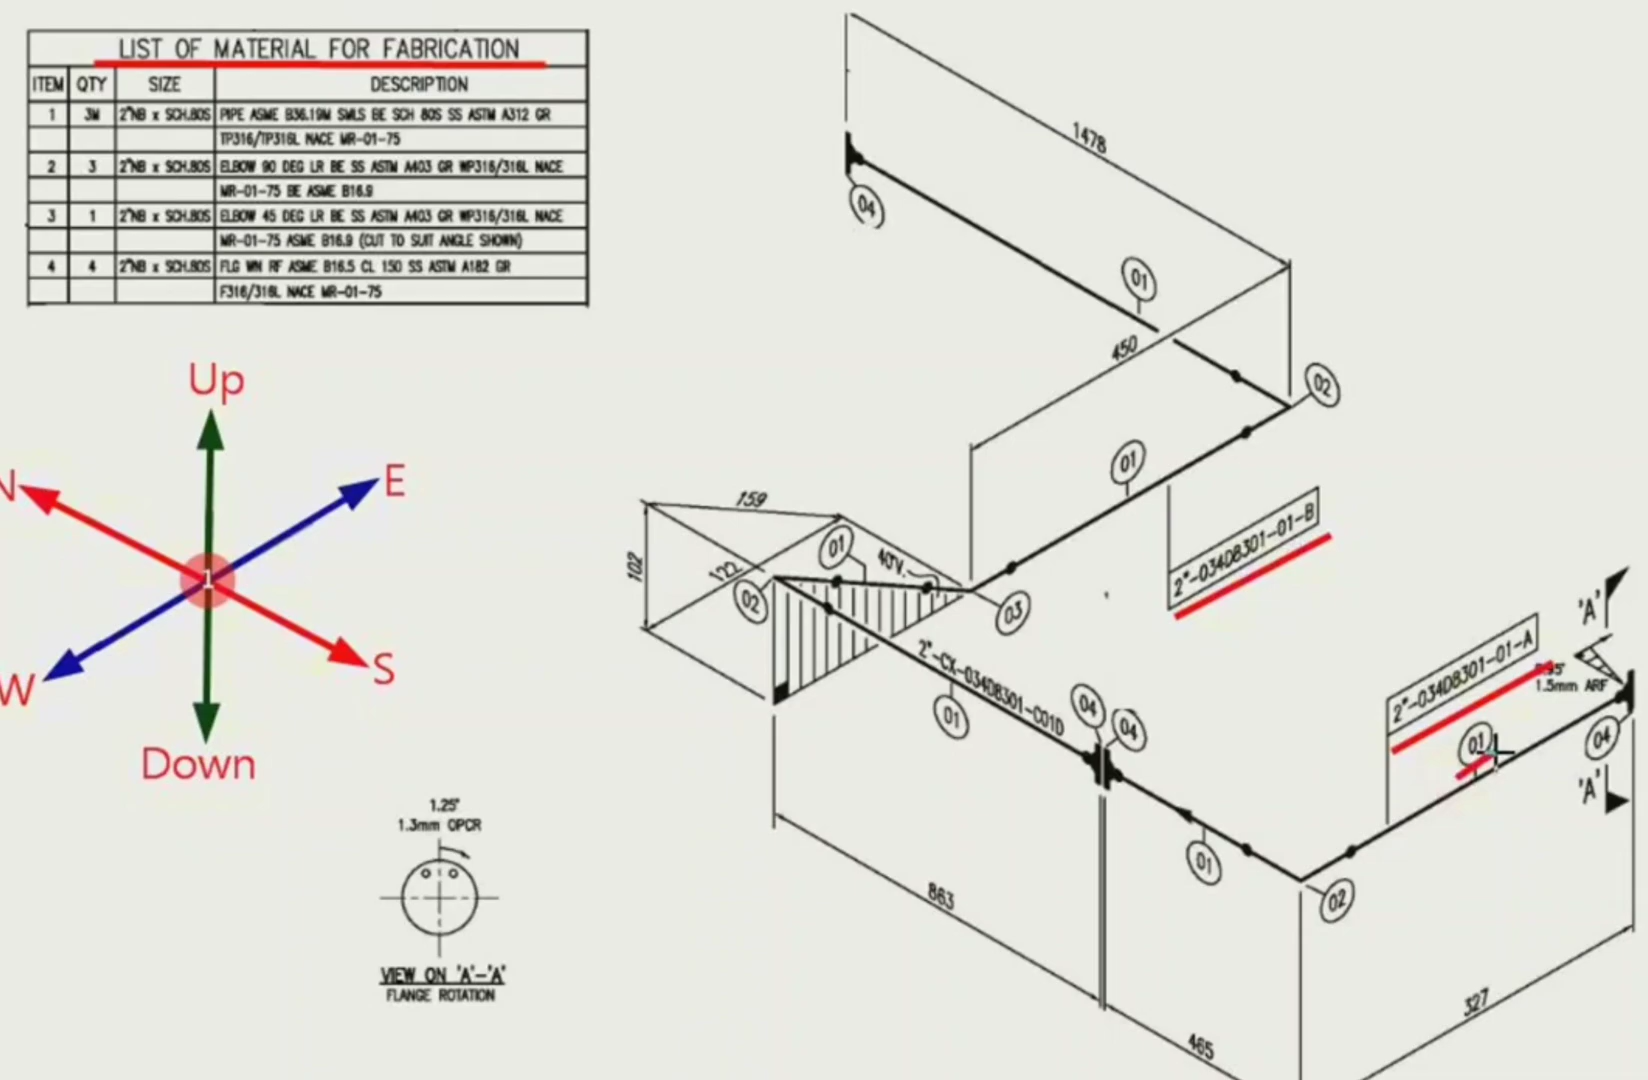 LIST OF MATERIAL FOR FABRICATION
ITEM QTY SIZE DESCRIPTION
1 3M 2"NB x SCH.80S PIPE ASME B36.19M SMLS BE SCH 80S SS ASTM A312 GR
TP316/TP316L NACE MR-01-75
2 3 2"NB x SCH.80S ELBOW 90 DEG LR BE SS ASTM A403 GR WP316/316L NACE
MR-01-75 BE ASME B16.9
3 1 2"NB x SCH.80S ELBOW 45 DEG LR BE SS ASTM A403 GR WP316/316L NACE
MR-01-75 ASME B16.9 (CUT TO SUIT ANGLE SHOWN)
4 4 2"NB x SCH.80S FLG WN RF ASME B16.5 CL 150 SS ASTM A182 GR
F316/316L NACE MR-01-75
1478
04
01
450
02
Up
N
E
W
S
Down
01
159
102
122
01
40°V.
02
03
2"-034D8301-01-B
2"-CX-034D8301-C01D
01
04
04
'A'
2"-034D8301-01-A
1.5mm ARF
01
04
'A'
01
02
863
465
327
1.25°
1.3mm OPCR
VIEW ON 'A'-'A'
FLANGE ROTATION